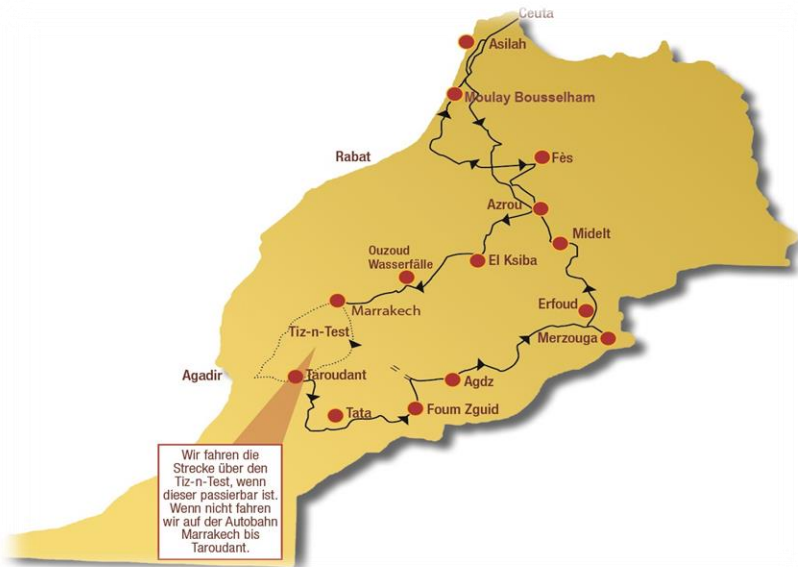 Ceuta
Asilah
Moulay Bousselham
Rabat
Fès
Azrou
Midelt
Ouzoud
Wasserfälle
El Ksiba
Marrakech
Erfoud
Tiz-n-Test
Merzouga
Agadir
Taroudant
Agdz
Tata
Foum Zguid
Wir fahren die
Strecke über den
Tiz-n-Test, wenn
dieser passierbar ist.
Wenn nicht fahren
wir auf der Autobahn
Marrakech bis
Taroudant.